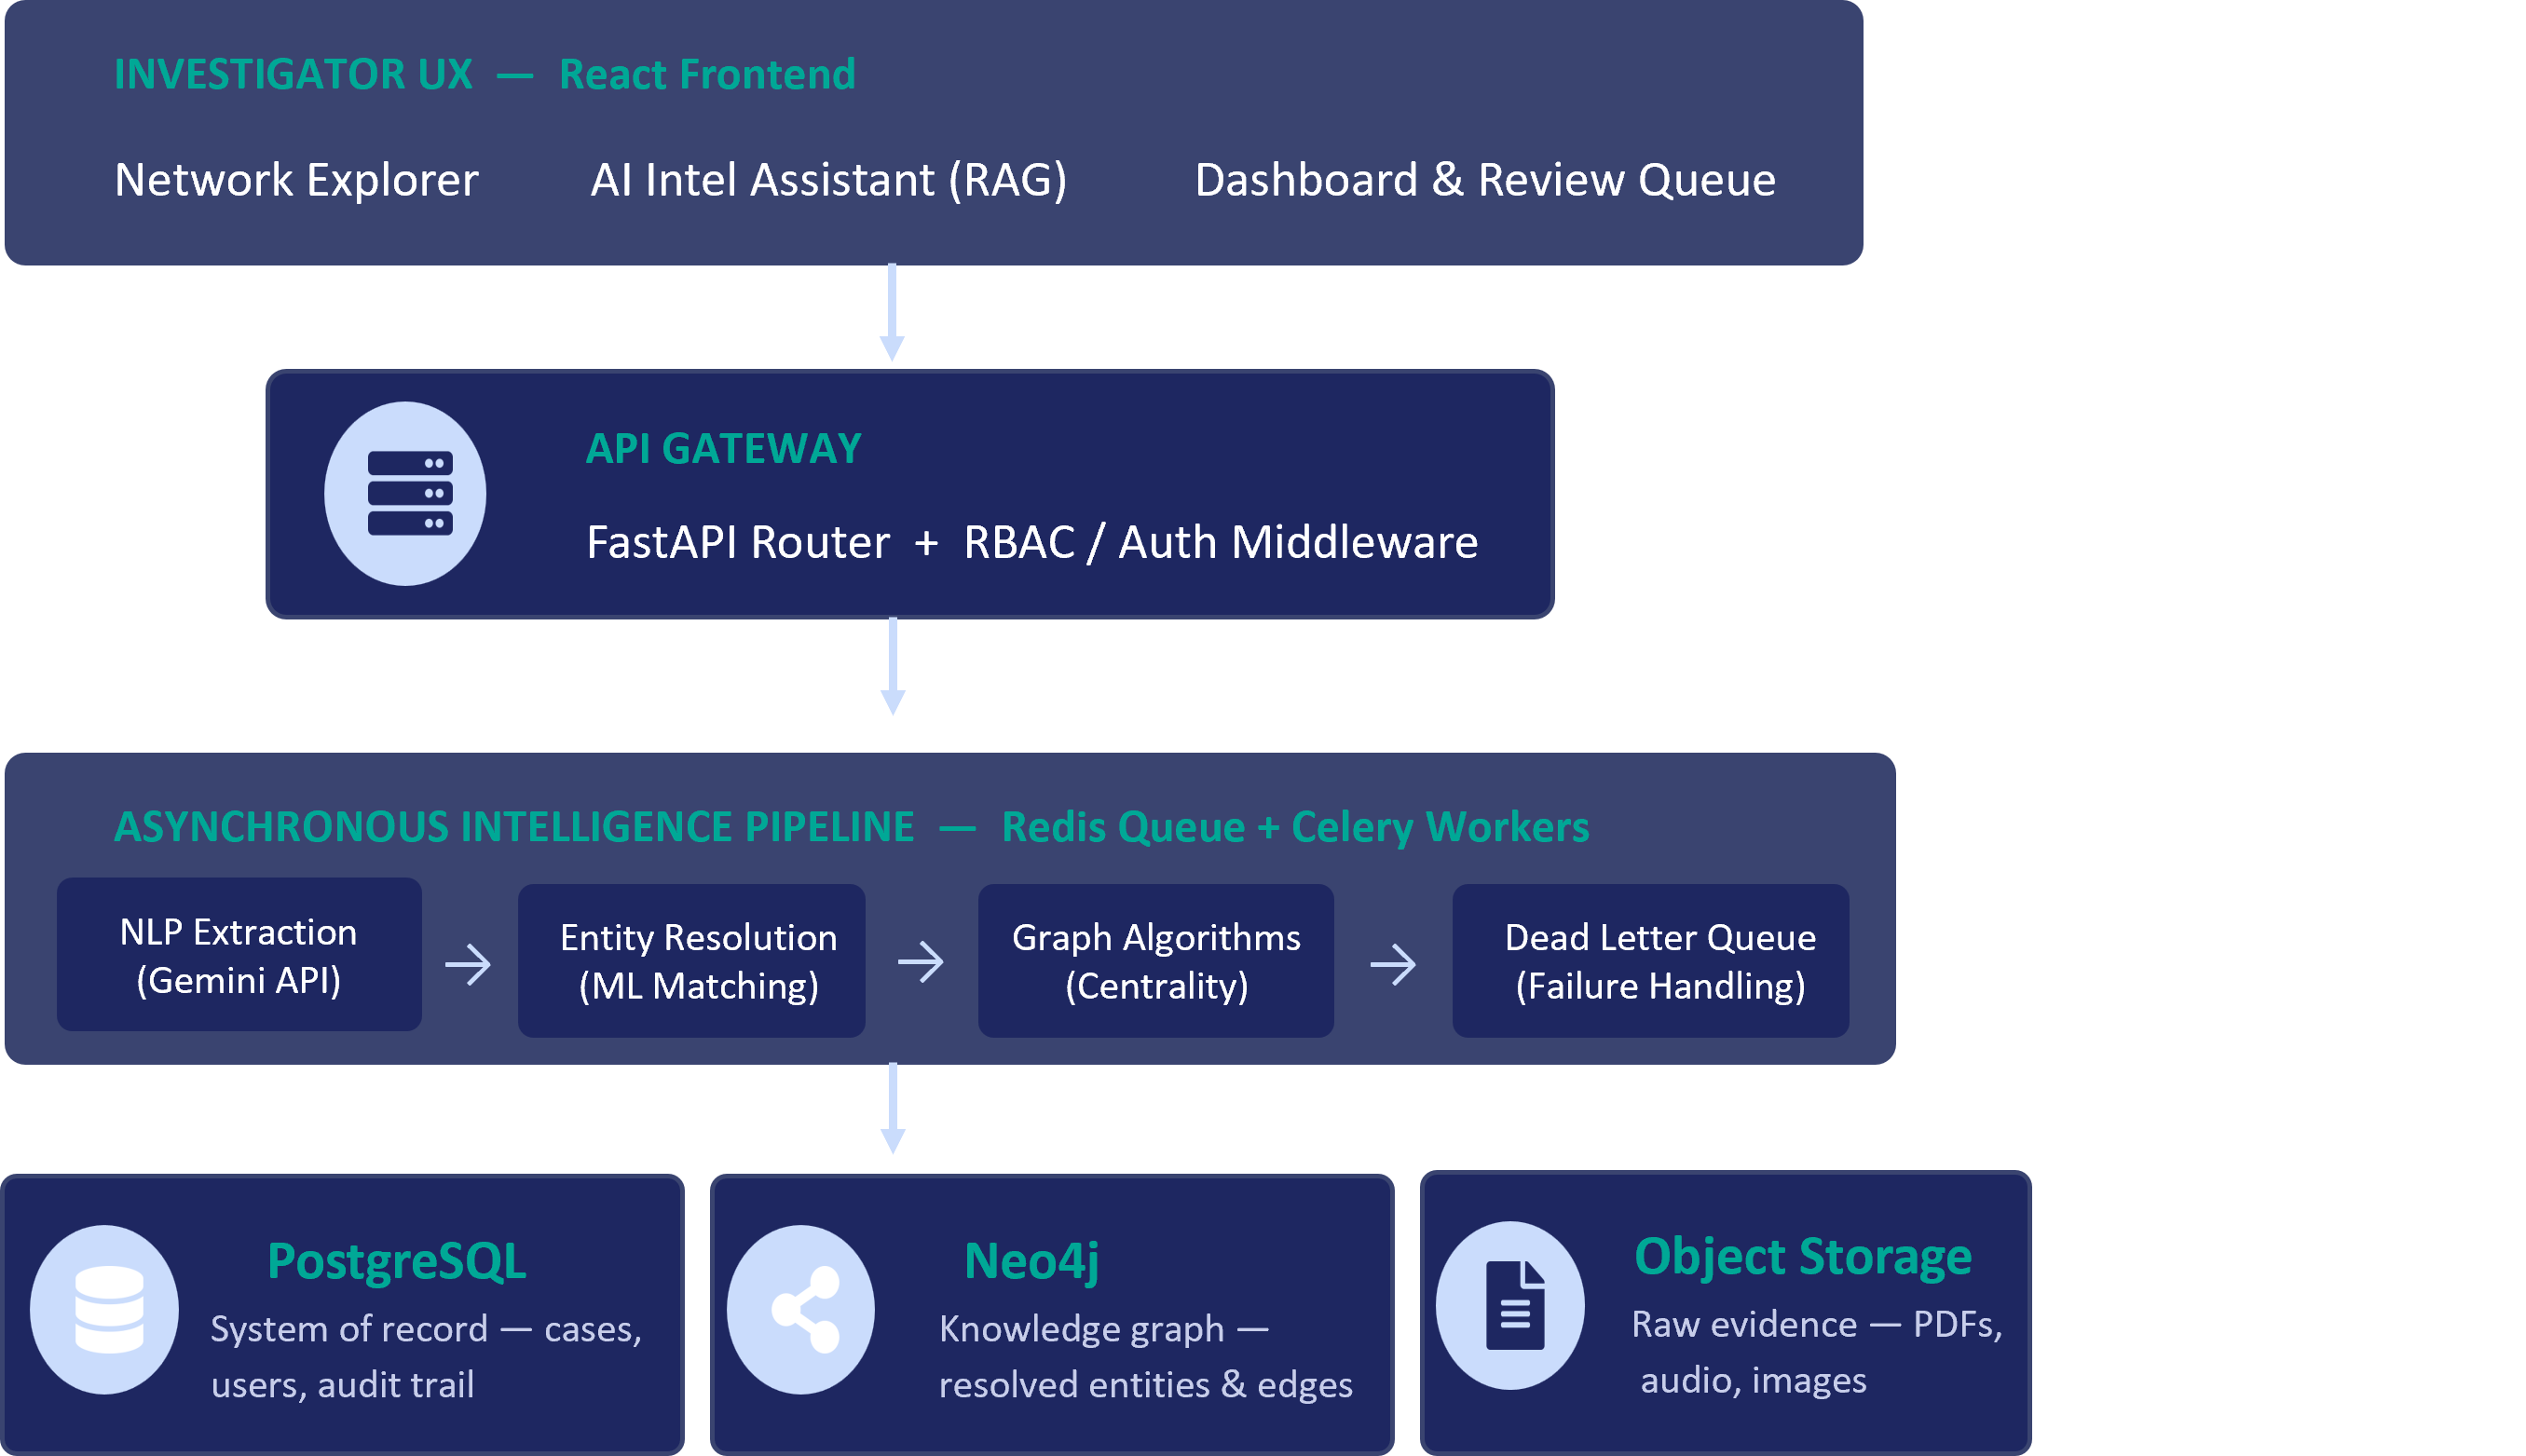 INVESTIGATOR UX — React Frontend
Network Explorer AI Intel Assistant (RAG) Dashboard & Review Queue
API GATEWAY
FastAPI Router + RBAC / Auth Middleware
ASYNCHRONOUS INTELLIGENCE PIPELINE — Redis Queue + Celery Workers
NLP Extraction
(Gemini API)
Entity Resolution
(ML Matching)
Graph Algorithms
(Centrality)
Dead Letter Queue
(Failure Handling)
PostgreSQL
System of record — cases,
users, audit trail
Neo4j
Knowledge graph —
resolved entities & edges
Object Storage
Raw evidence — PDFs,
audio, images